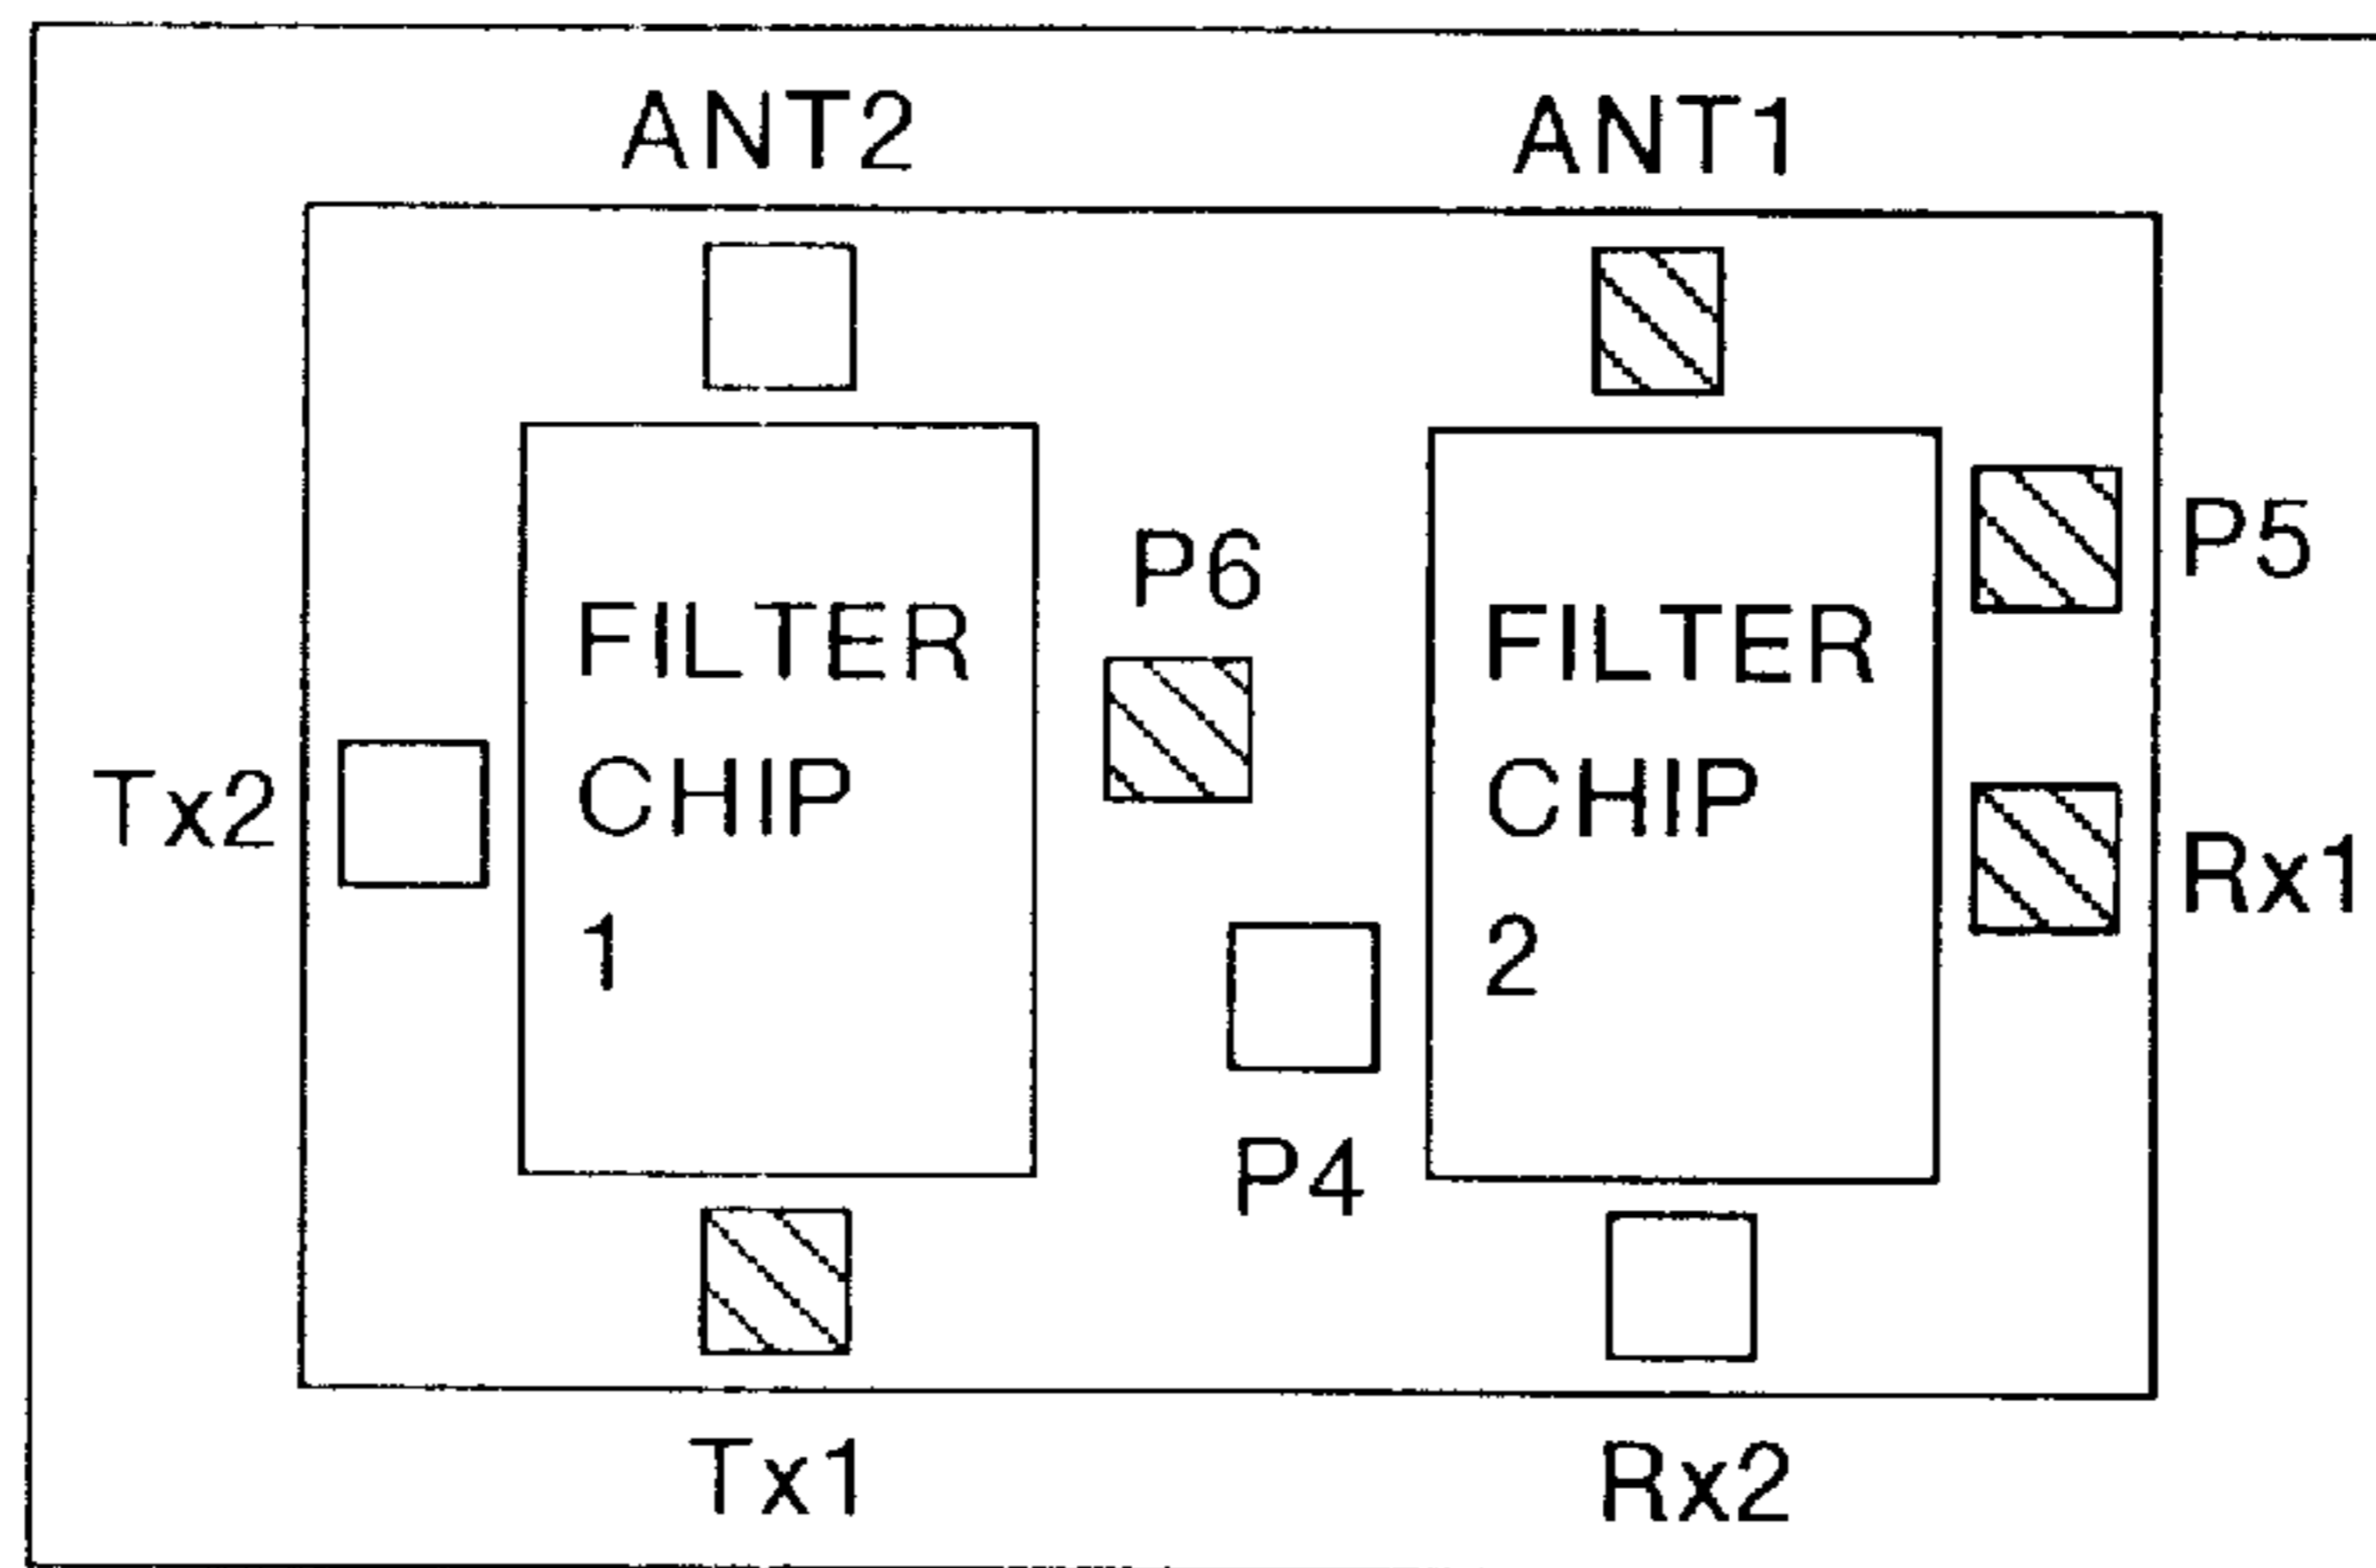 ANT2
ANT1
P5
P6
FILTER
CHIP
1
FILTER
CHIP
2
Tx2
Rx1
P4
Tx1
Rx2